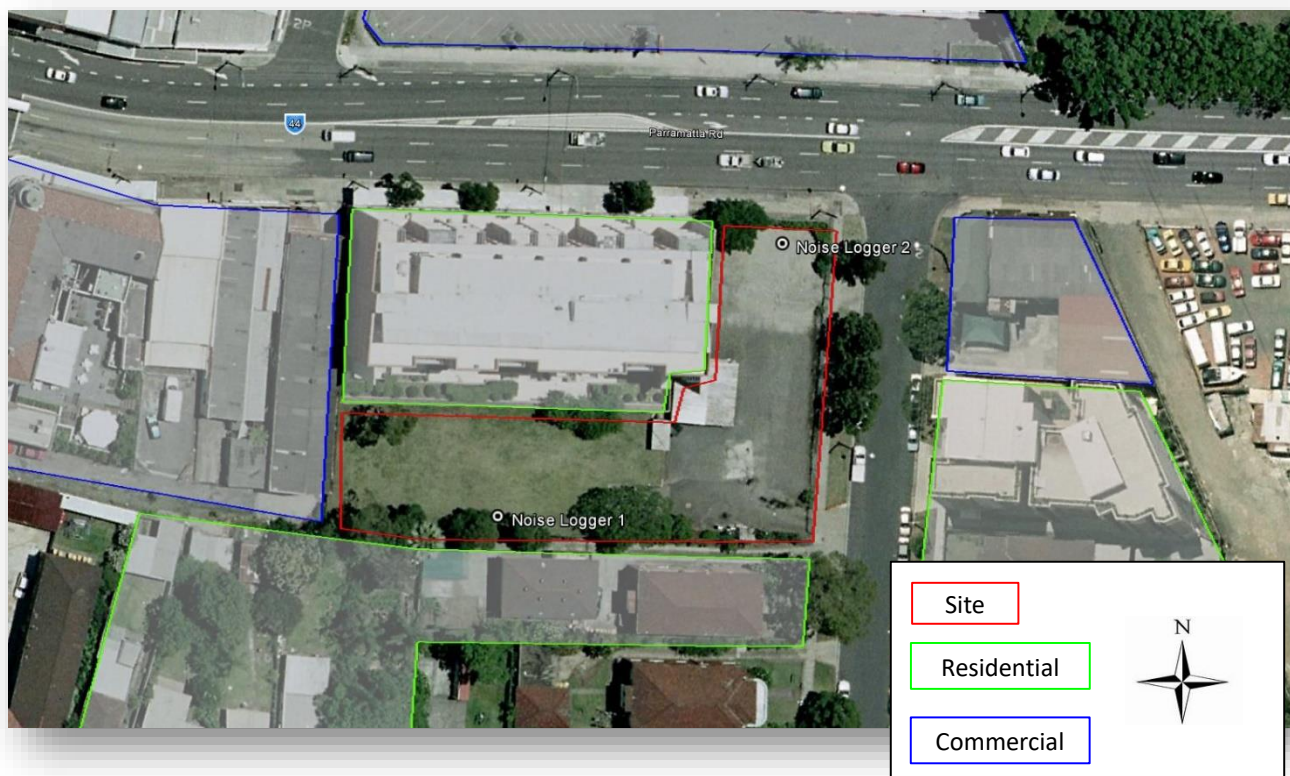 2P
44
Parramatta Rd
Noise Logger 2
Noise Logger 1
Site
N
Residential
Commercial